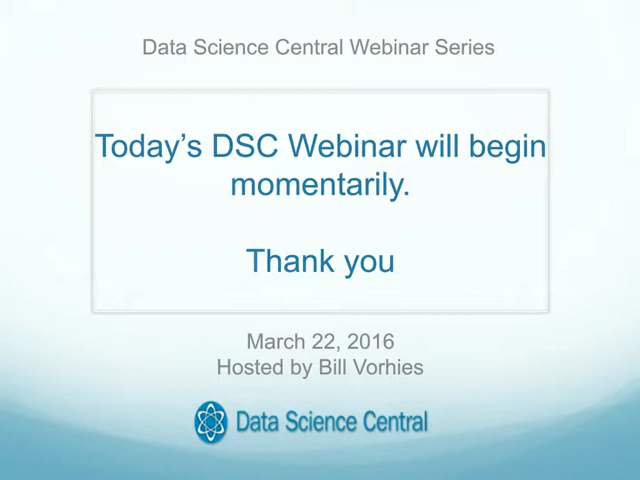 Data Science Central Webinar Series
Today’s DSC Webinar will begin
momentarily.
Thank you
March 22, 2016
Hosted by Bill Vorhies
Data Science Central